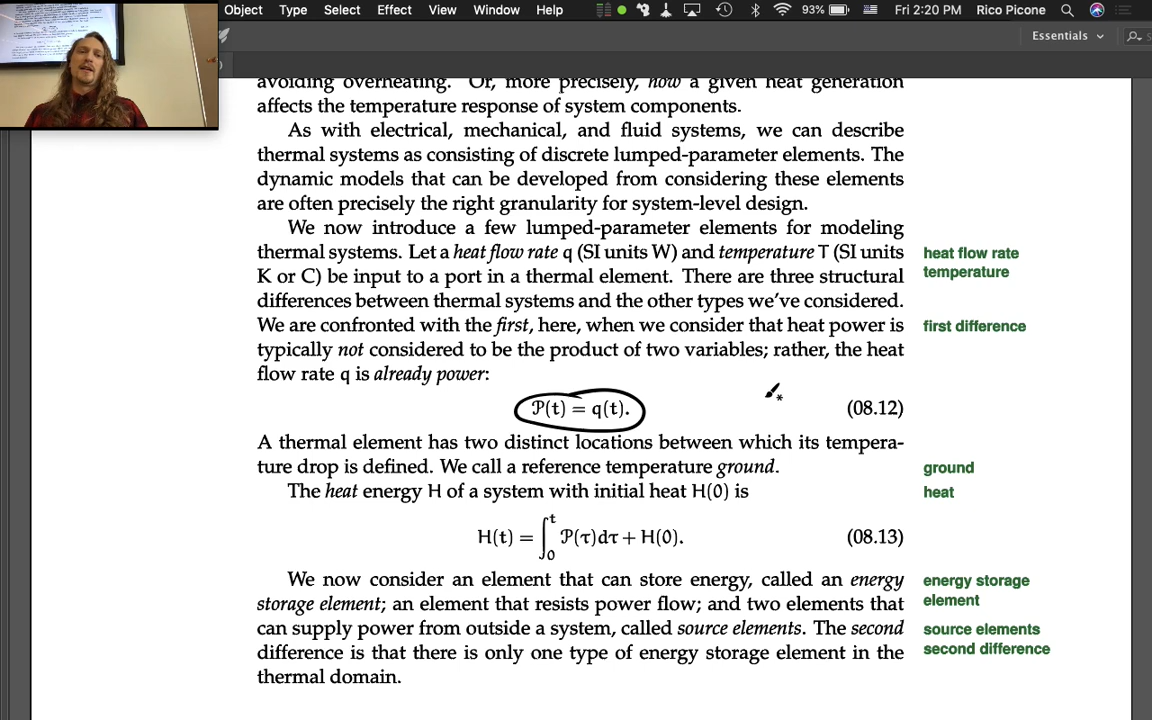 Object Type Select Effect View Window Help 93% Fri 2:20 PM Rico Picone
Essentials
avoiding overheating. Or, more precisely, how a given heat generation
affects the temperature response of system components.
As with electrical, mechanical, and fluid systems, we can describe
thermal systems as consisting of discrete lumped-parameter elements. The
dynamic models that can be developed from considering these elements
are often precisely the right granularity for system-level design.
We now introduce a few lumped-parameter elements for modeling
thermal systems. Let a heat flow rate q (SI units W) and temperature T (SI units
heat flow rate
K or C) be input to a port in a thermal element. There are three structural
temperature
differences between thermal systems and the other types we've considered.
We are confronted with the first, here, when we consider that heat power is
first difference
typically not considered to be the product of two variables; rather, the heat
flow rate q is already power:
P(t) = q(t). (08.12)
A thermal element has two distinct locations between which its tempera-
ture drop is defined. We call a reference temperature ground.
ground
The heat energy H of a system with initial heat H(0) is
heat
H(t) = ∫₀ᵗ P(τ)dτ + H(0). (08.13)
We now consider an element that can store energy, called an energy
energy storage
storage element; an element that resists power flow; and two elements that
element
can supply power from outside a system, called source elements. The second
source elements
difference is that there is only one type of energy storage element in the
second difference
thermal domain.